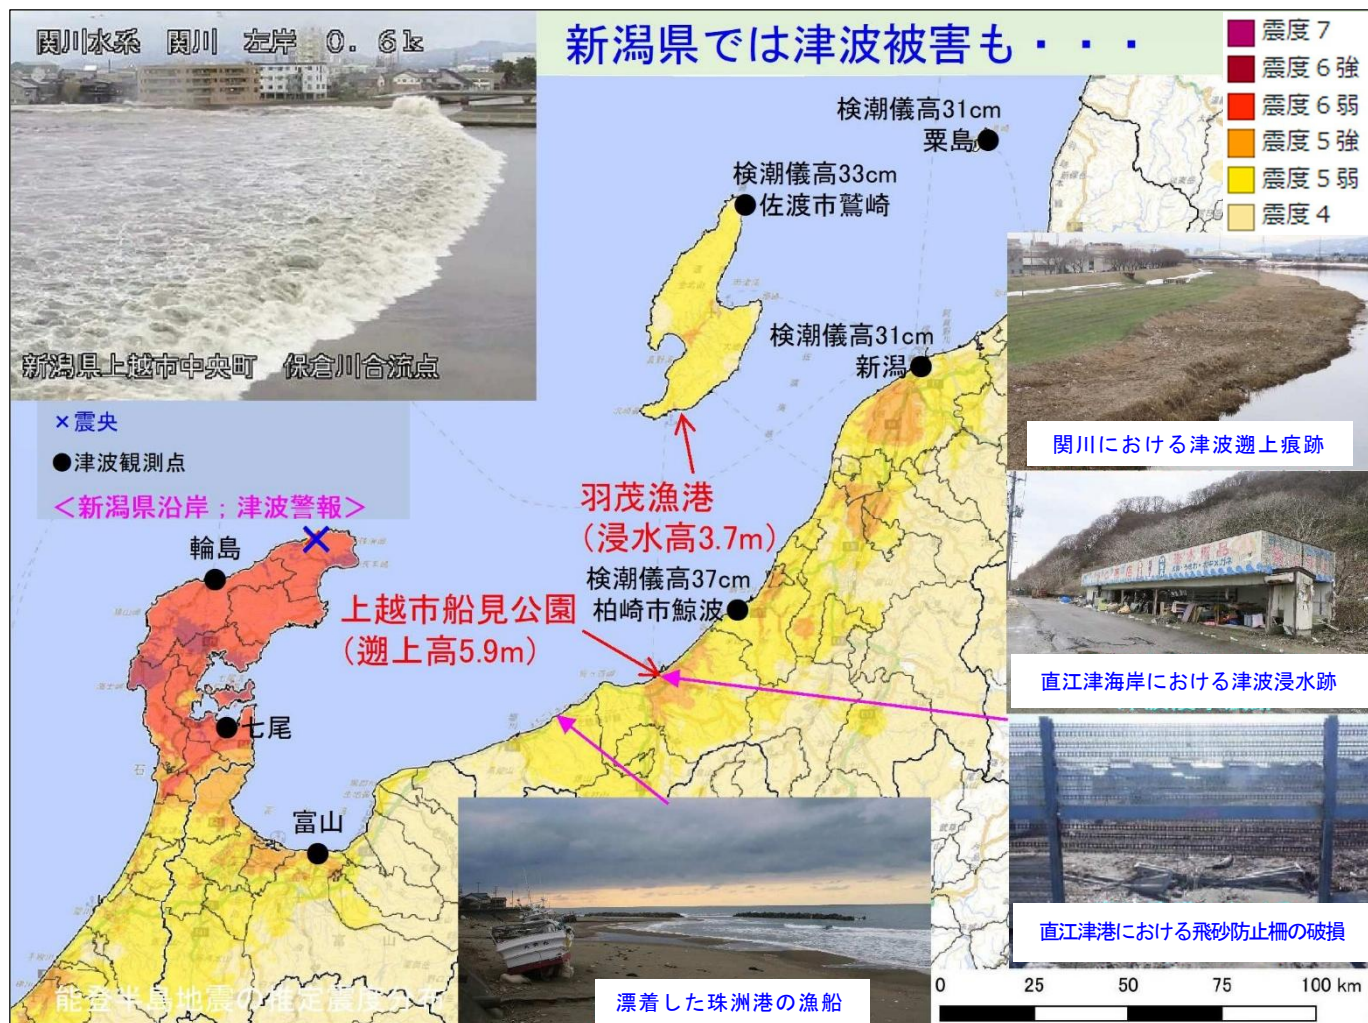 新潟県では津波被害も・・・
関川水系　関川　左岸　０．６ｋ
新潟県上越市中央町　保倉川合流点
震度７
震度６強
震度６弱
震度５強
震度５弱
震度４
検潮儀高31cm
粟島
検潮儀高33cm
佐渡市鷲崎
検潮儀高31cm
新潟
×震央
●津波観測点
＜新潟県沿岸；津波警報＞
羽茂漁港
（浸水高3.7m）
検潮儀高37cm
柏崎市鯨波
上越市船見公園
（遡上高5.9m）
輪島
七尾
富山
関川における津波遡上痕跡
直江津海岸における津波浸水跡
直江津港における飛砂防止柵の破損
漂着した珠洲港の漁船
能登半島地震の推定震度分布
0 25 50 75 100 km